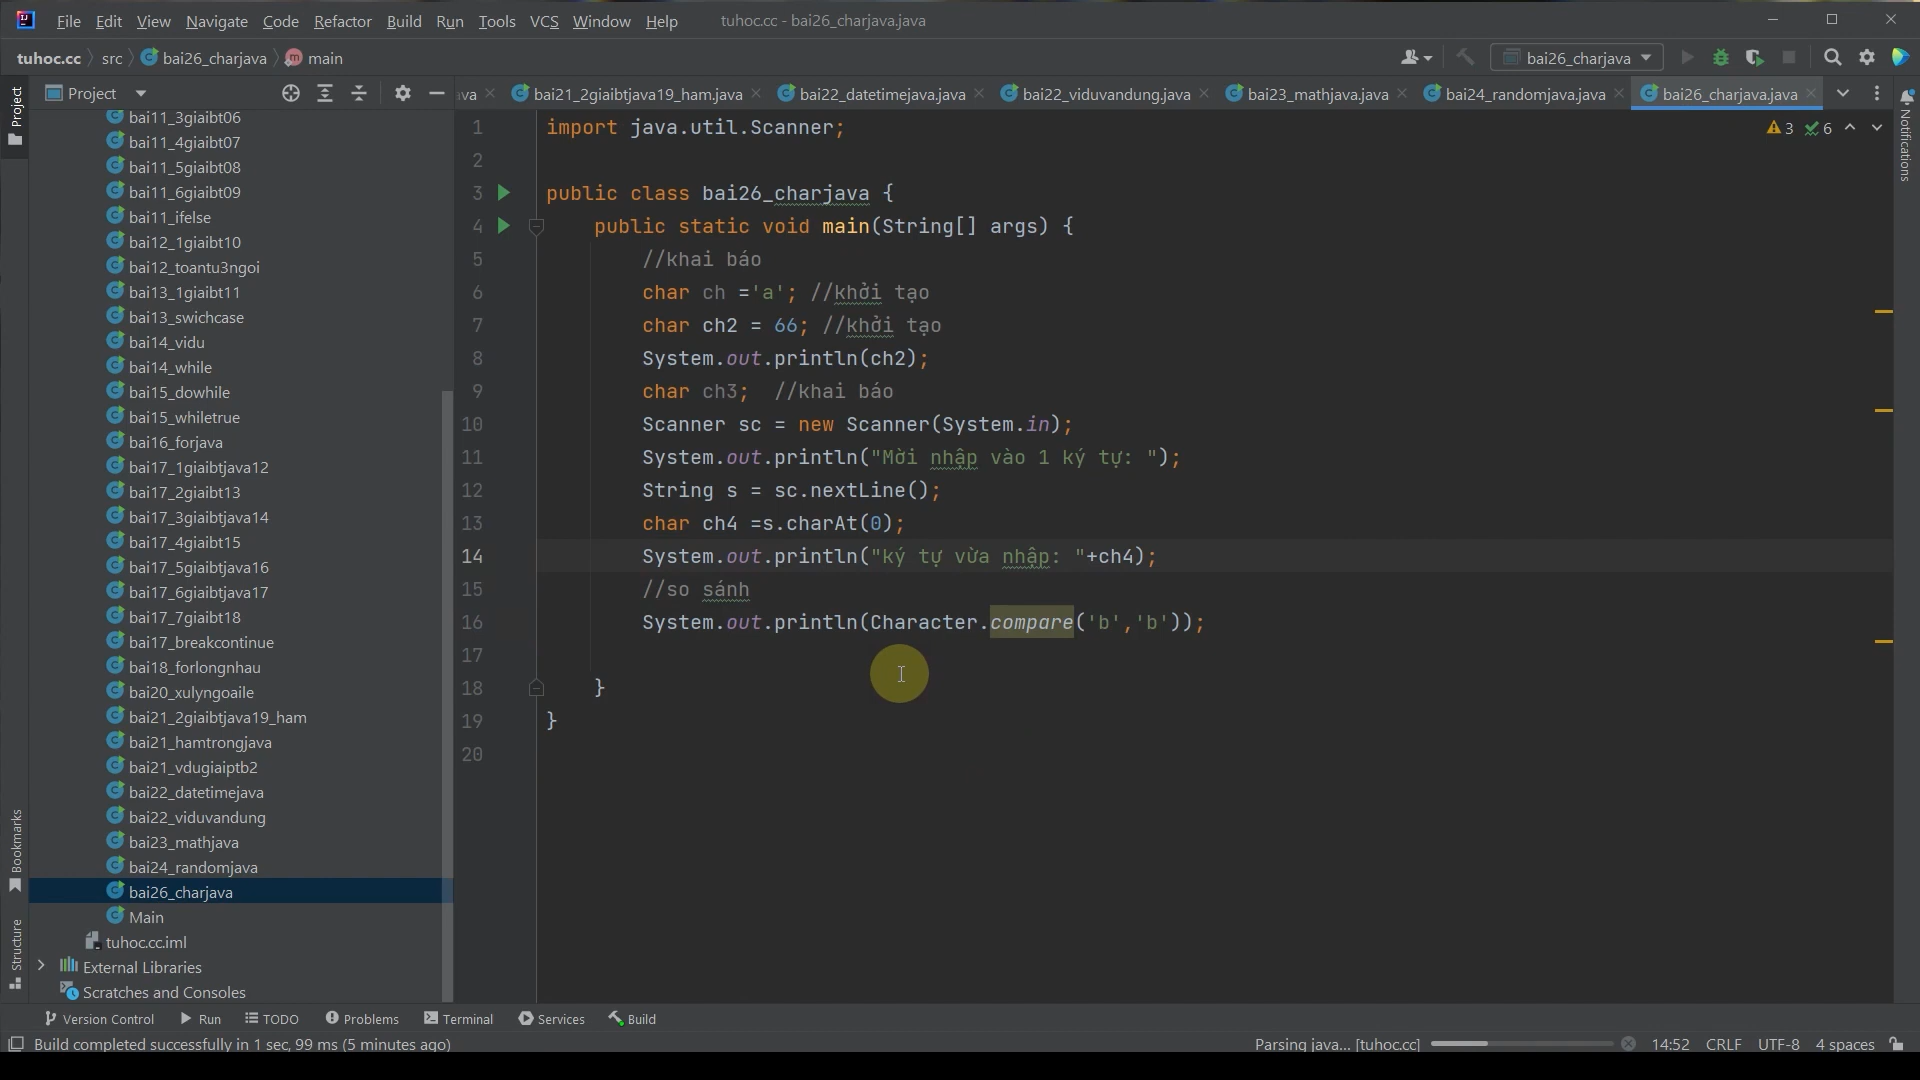 File Edit View Navigate Code Refactor Build Run Tools VCS Window Help tuhoc.cc - bai26_charjava.java
tuhoc.cc src bai26_charjava main bai26_charjava
Project
Project
va bai21_2giaibtjava19_ham.java bai22_datetimejava.java bai22_viduvandung.java bai23_mathjava.java bai24_randomjava.java bai26_charjava.java
Notifications
3 6
bai11_3giaibt06
bai11_4giaibt07
bai11_5giaibt08
bai11_6giaibt09
bai11_ifelse
bai12_1giaibt10
bai12_toantu3ngoi
bai13_1giaibt11
bai13_swichcase
bai14_vidu
bai14_while
bai15_dowhile
bai15_whiletrue
bai16_forjava
bai17_1giaibtjava12
bai17_2giaibt13
bai17_3giaibtjava14
bai17_4giaibt15
bai17_5giaibtjava16
bai17_6giaibtjava17
bai17_7giaibt18
bai17_breakcontinue
bai18_forlongnhau
bai20_xulyngoaile
bai21_2giaibtjava19_ham
bai21_hamtrongjava
bai21_vdugiaiptb2
bai22_datetimejava
bai22_viduvandung
bai23_mathjava
bai24_randomjava
bai26_charjava
Main
tuhoc.cc.iml
External Libraries
Scratches and Consoles
Bookmarks
Structure
1 import java.util.Scanner;
2
3 public class bai26_charjava {
4 public static void main(String[] args) {
5 //khai báo
6 char ch ='a'; //khởi tạo
7 char ch2 = 66; //khởi tạo
8 System.out.println(ch2);
9 char ch3; //khai báo
10 Scanner sc = new Scanner(System.in);
11 System.out.println("Mời nhập vào 1 ký tự: ");
12 String s = sc.nextLine();
13 char ch4 =s.charAt(0);
14 System.out.println("ký tự vừa nhập: "+ch4);
15 //so sánh
16 System.out.println(Character.compare('b','b'));
17
18 }
19 }
20
Version Control Run TODO Problems Terminal Services Build
Build completed successfully in 1 sec, 99 ms (5 minutes ago) Parsing java... [tuhoc.cc] 14:52 CRLF UTF-8 4 spaces